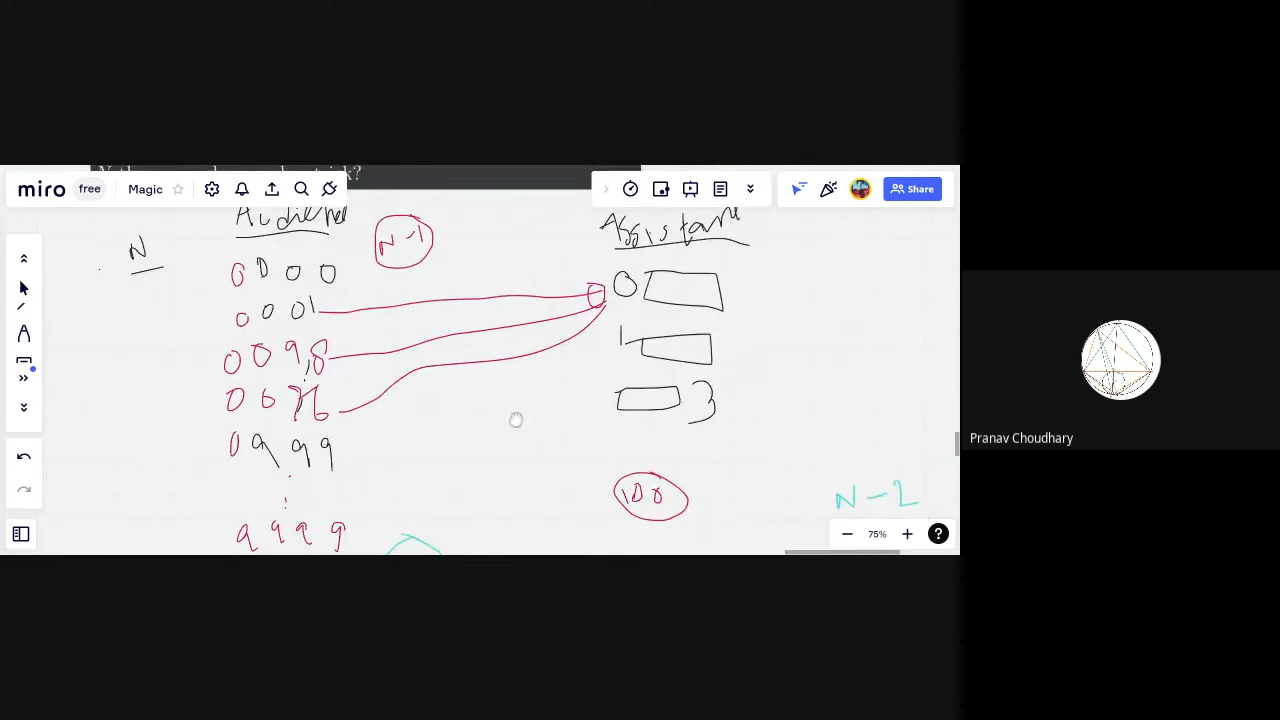 miro free Magic Share
Assistant
N
N-1
0 0 0 0
0
0 0 0 1
1
0 0 9 8
0 0 7 6
3
0 9 9 9
100
N-2
9 9 9 9
75%
Pranav Choudhary